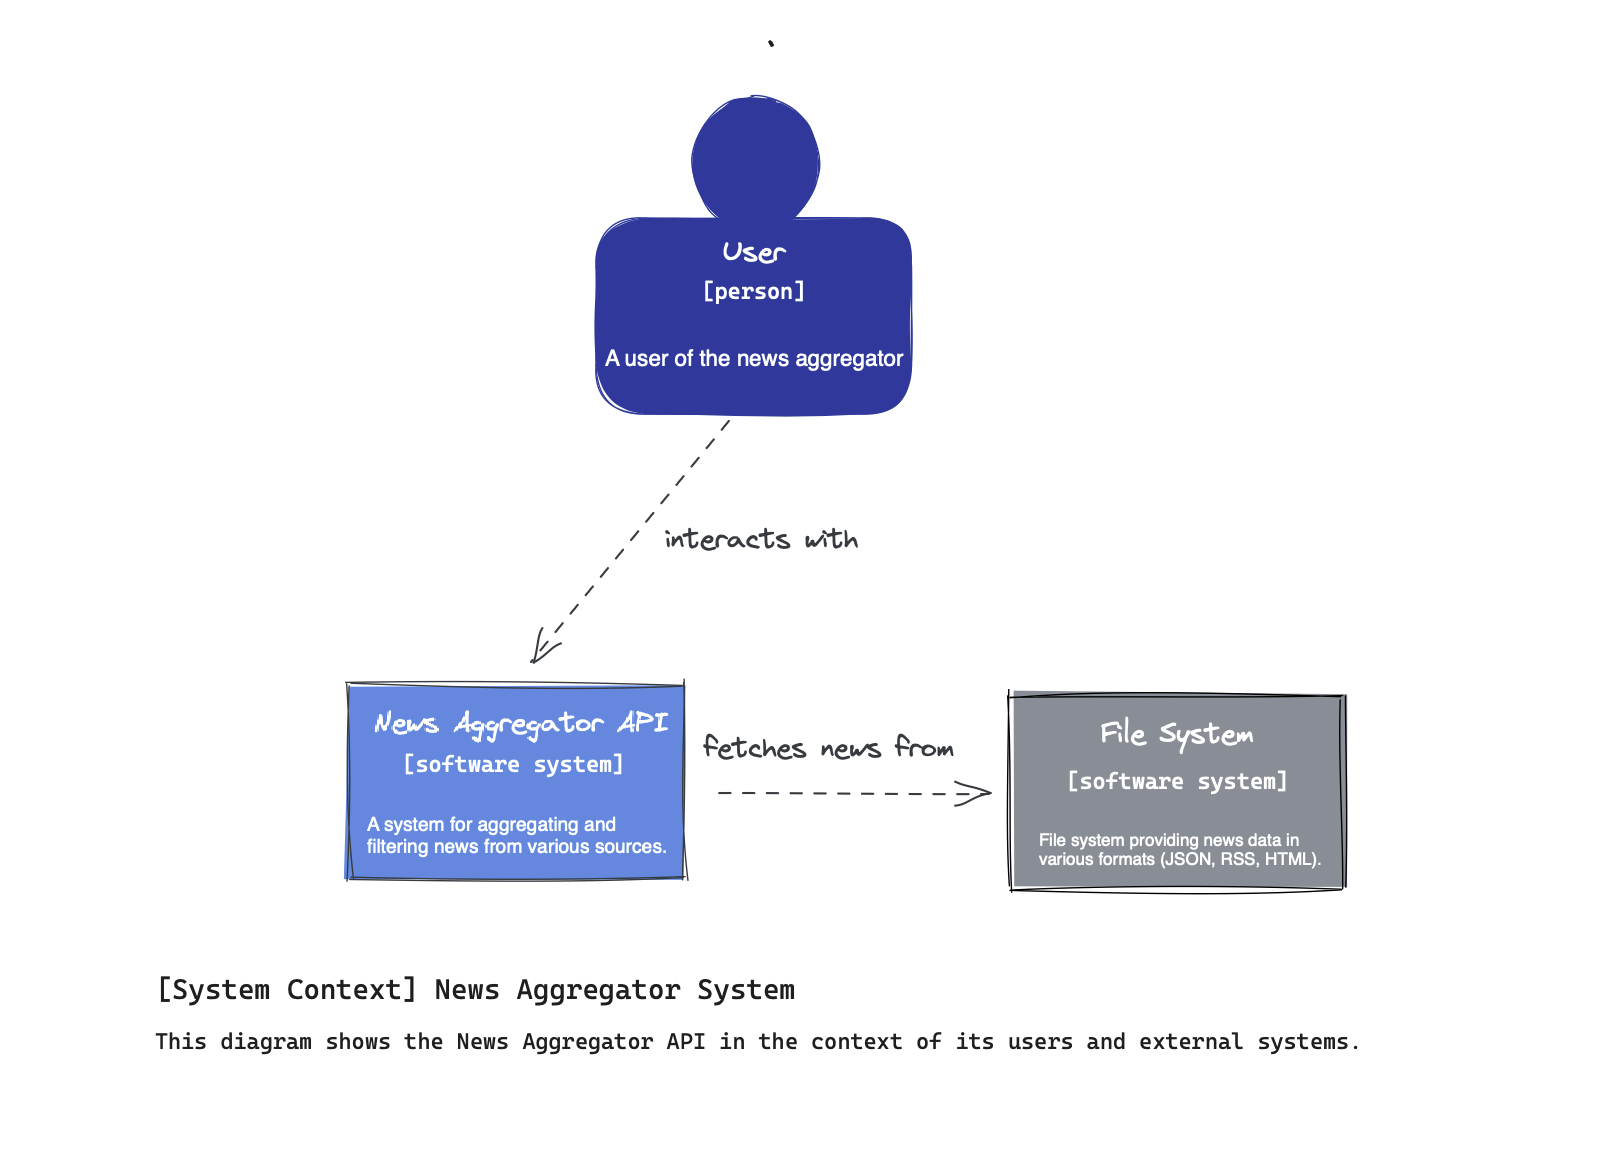 User
[person]
A user of the news aggregator
interacts with
News Aggregator API
[software system]
A system for aggregating and
filtering news from various sources.
fetches news from
File System
[software system]
File system providing news data in
various formats (JSON, RSS, HTML).
[System Context] News Aggregator System
This diagram shows the News Aggregator API in the context of its users and external systems.